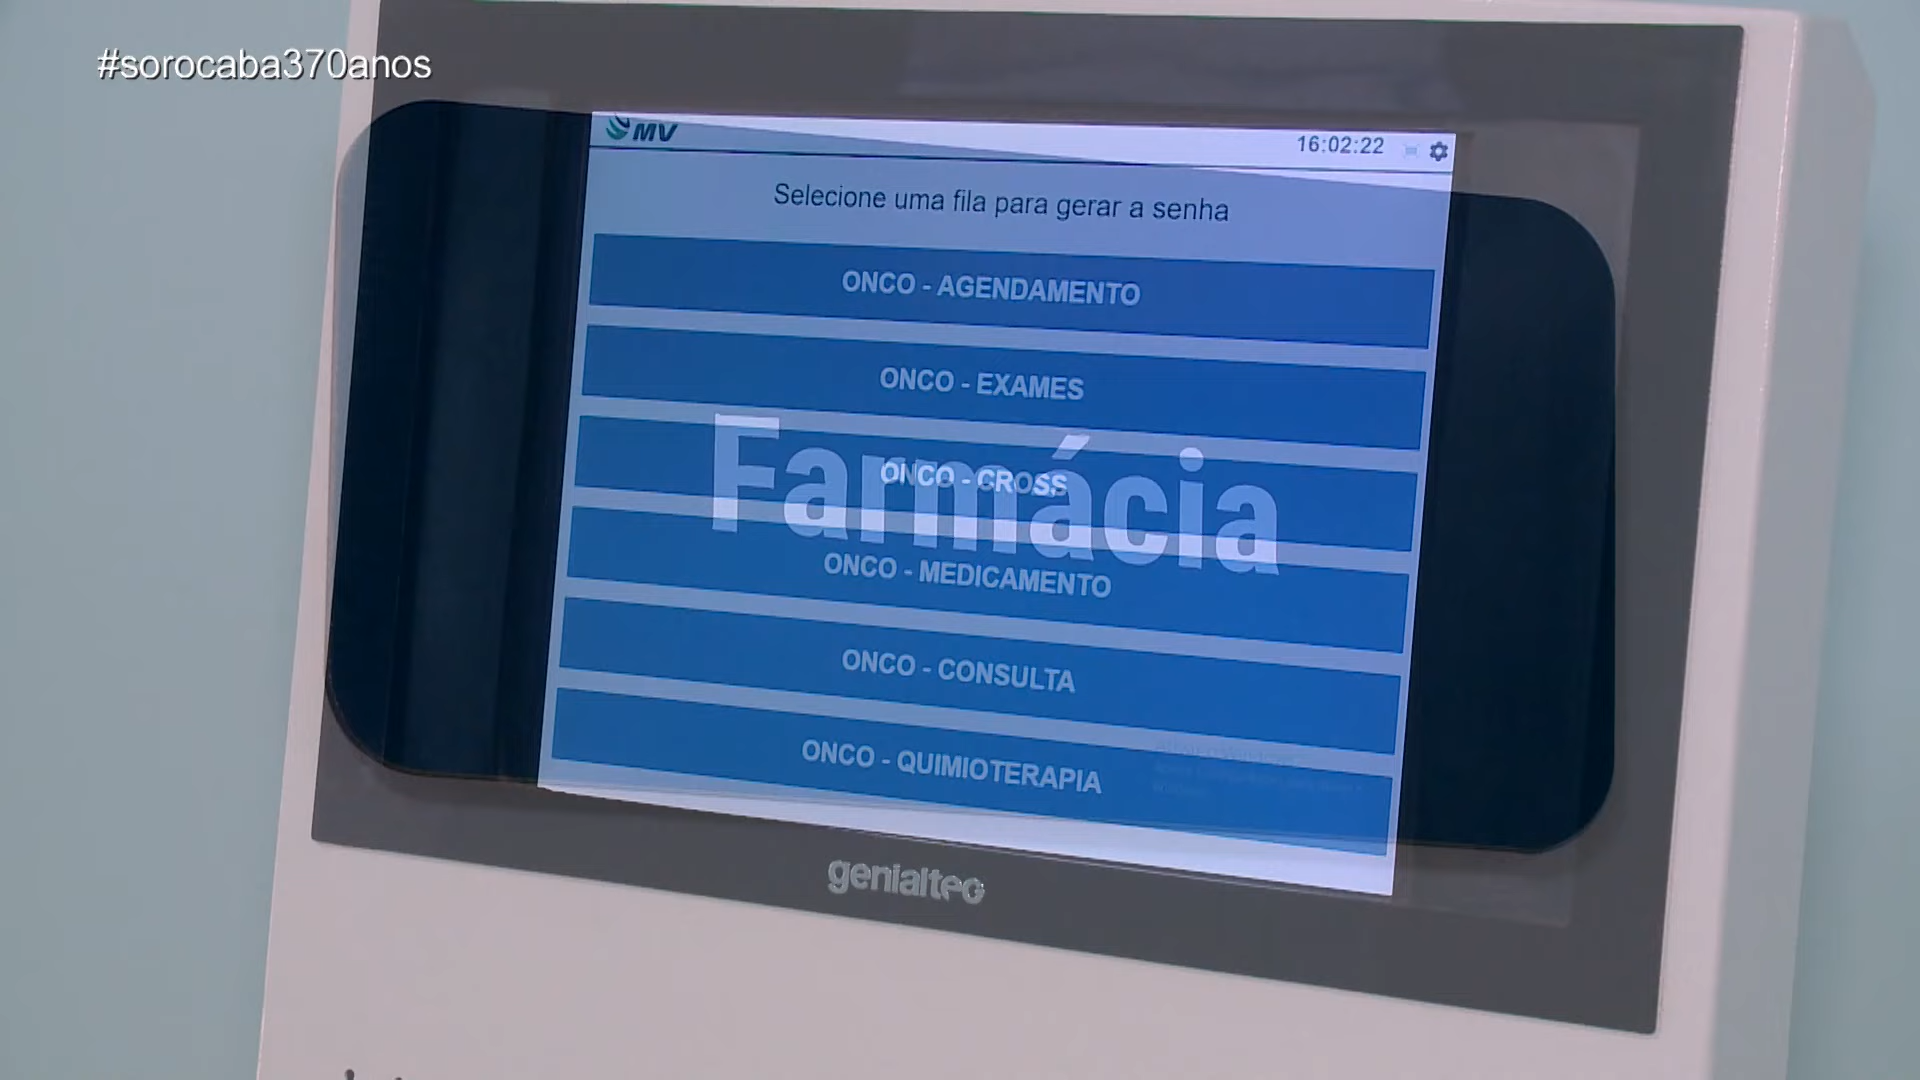 #sorocaba370anos
MV
16:02:22
Selecione uma fila para gerar a senha
ONCO - AGENDAMENTO
ONCO - EXAMES
ONCO - CROSS
Farmácia
ONCO - MEDICAMENTO
ONCO - CONSULTA
ONCO - QUIMIOTERAPIA
genialtec